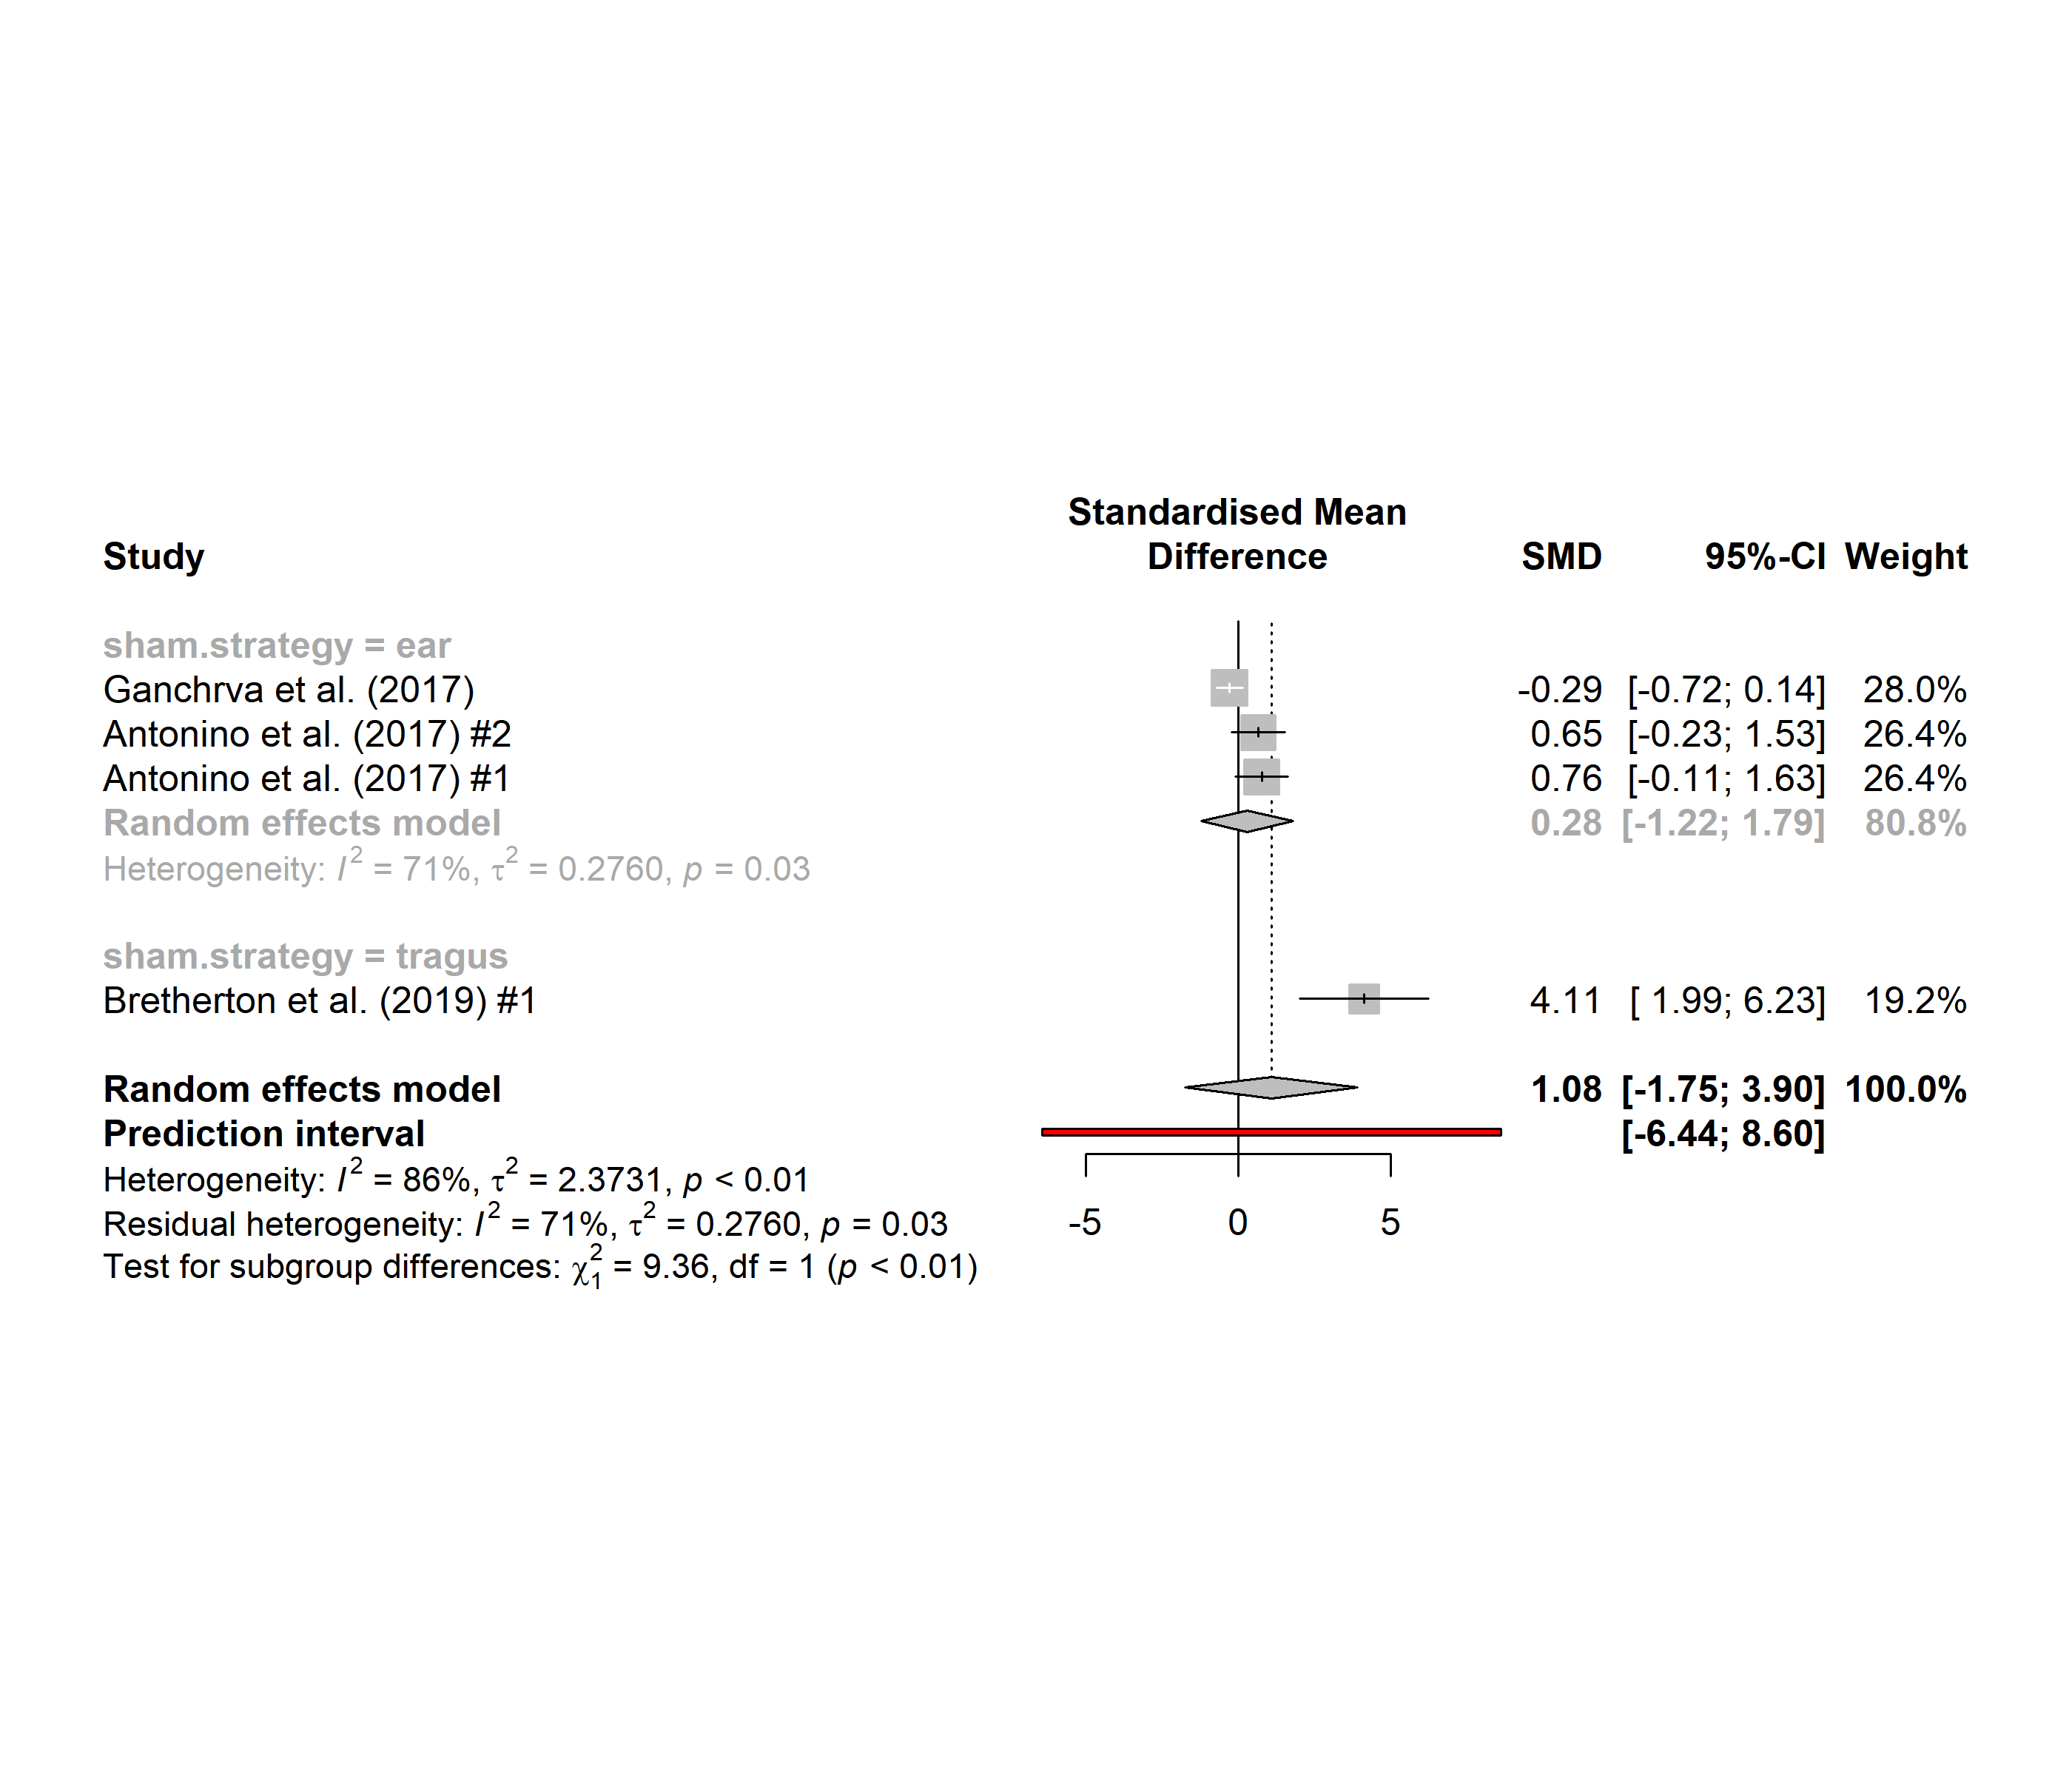 Standardised Mean
Study Difference SMD 95%-CI Weight
sham.strategy = ear
Ganchrva et al. (2017) -0.29 [-0.72; 0.14] 28.0%
Antonino et al. (2017) #2 0.65 [-0.23; 1.53] 26.4%
Antonino et al. (2017) #1 0.76 [-0.11; 1.63] 26.4%
Random effects model 0.28 [-1.22; 1.79] 80.8%
Heterogeneity: I² = 71%, τ² = 0.2760, p = 0.03
sham.strategy = tragus
Bretherton et al. (2019) #1 4.11 [ 1.99; 6.23] 19.2%
Random effects model 1.08 [-1.75; 3.90] 100.0%
Prediction interval [-6.44; 8.60]
Heterogeneity: I² = 86%, τ² = 2.3731, p < 0.01
Residual heterogeneity: I² = 71%, τ² = 0.2760, p = 0.03
-5 0 5
Test for subgroup differences: χ²₁ = 9.36, df = 1 (p < 0.01)